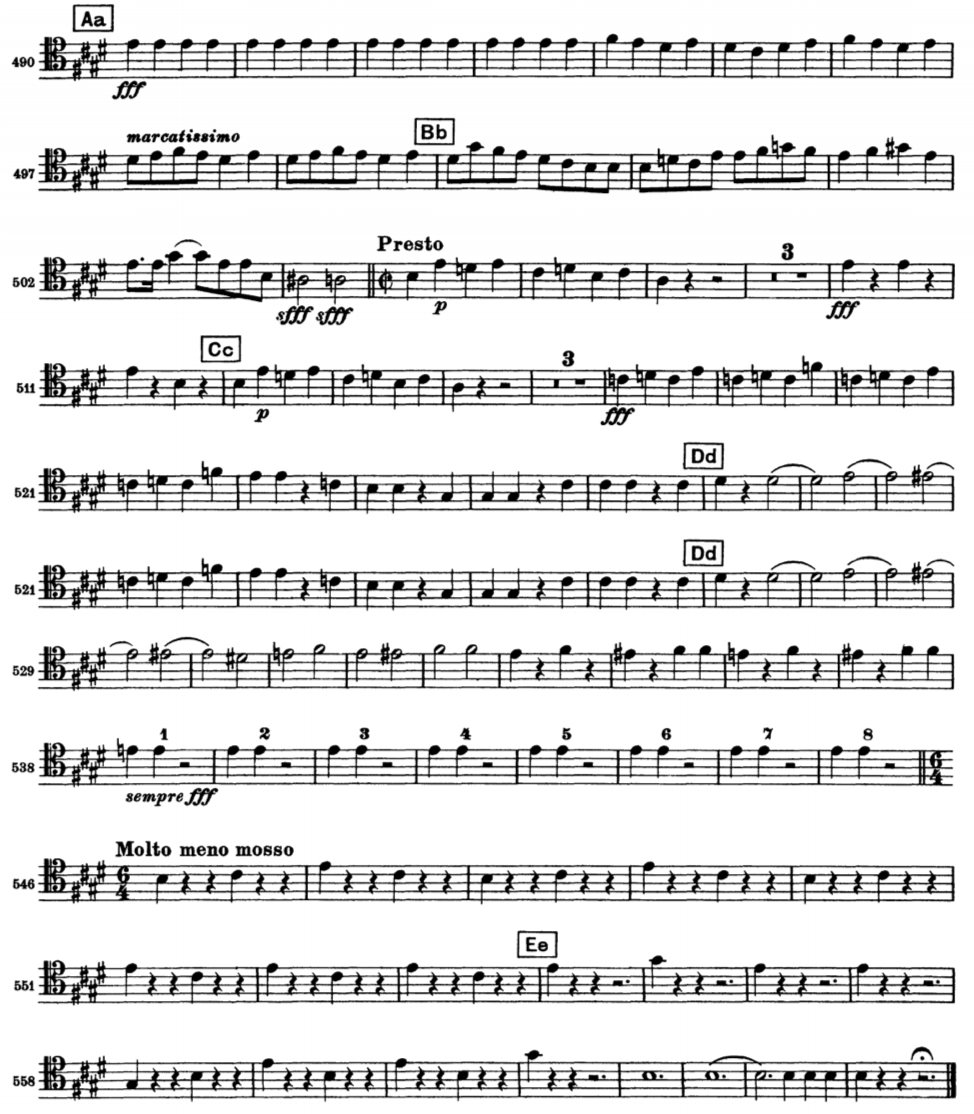 Aa
490
fff
marcatissimo
Bb
497
Presto
3
502
sfff sfff
p
fff
Cc
3
511
p
fff
Dd
521
Dd
521
529
1 2 3 4 5 6 7 8
538
6
4
sempre fff
Molto meno mosso
546
6
4
Ee
551
558